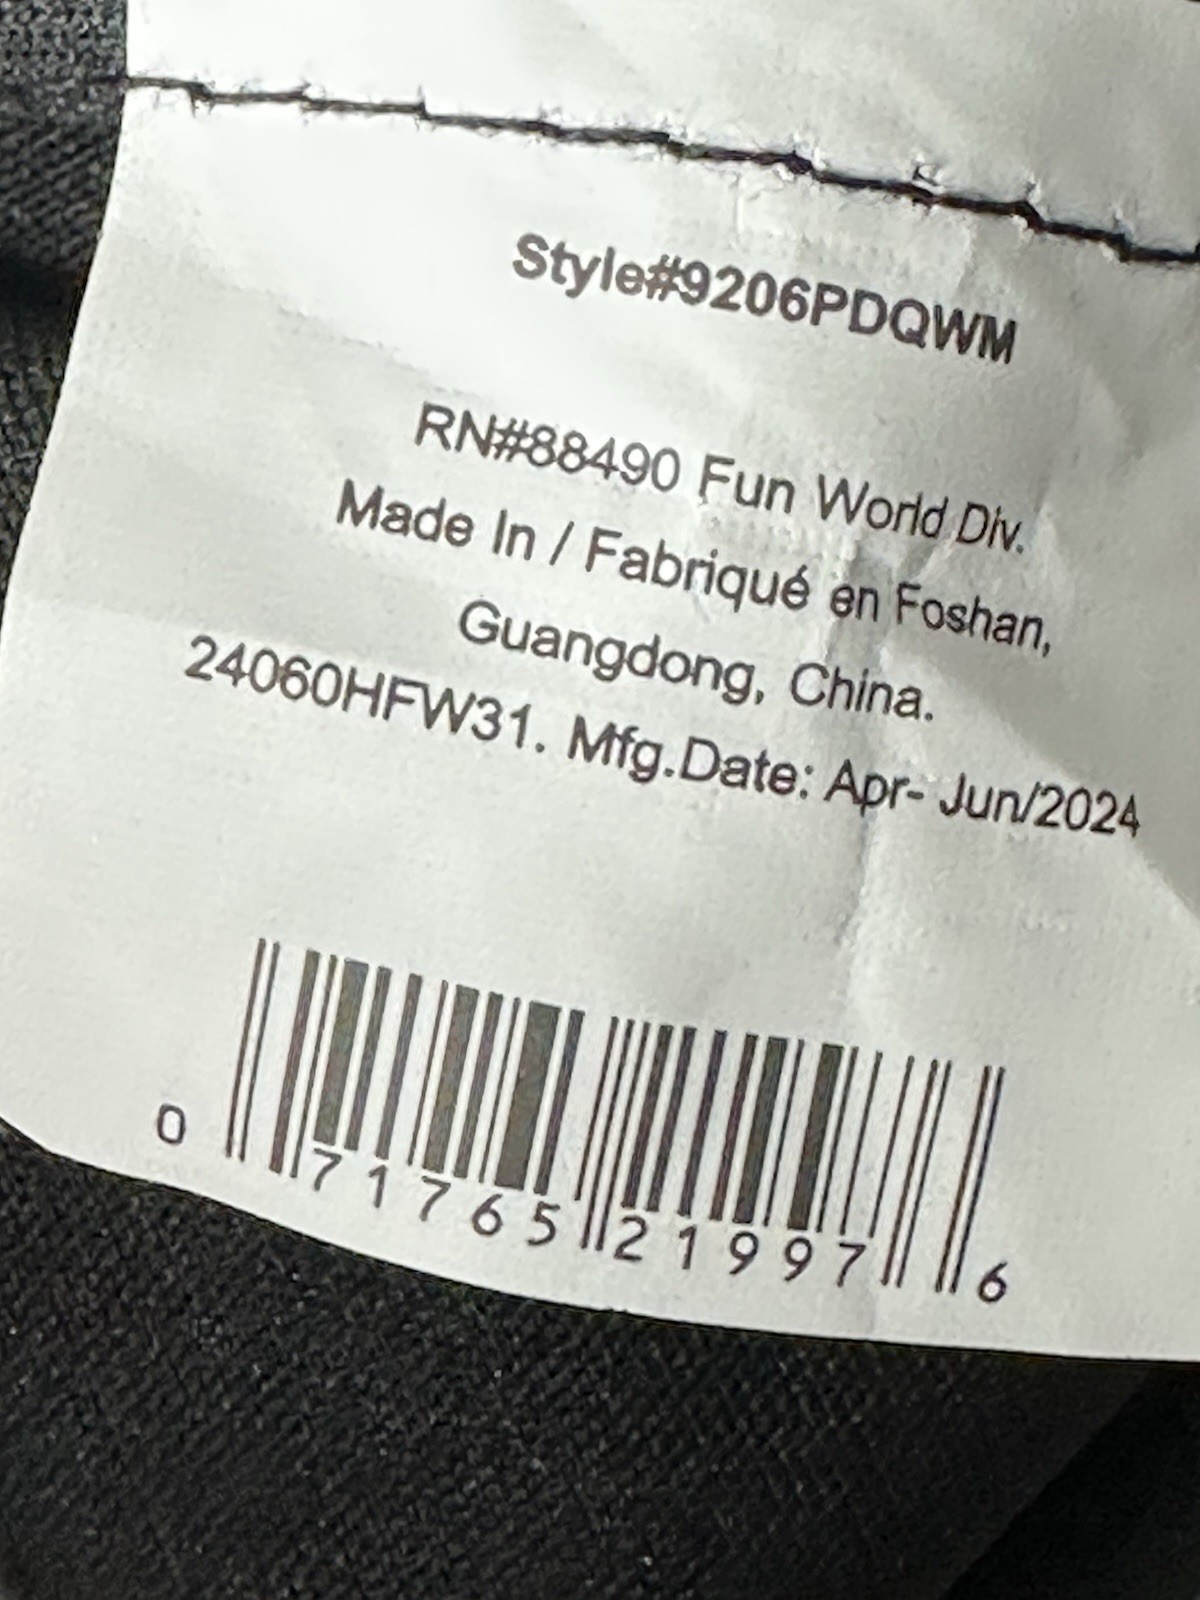 Style#9206PDQWM
RN#88490 Fun World Div.
Made In / Fabriqué en Foshan,
Guangdong, China.
24060HFW31. Mfg.Date: Apr- Jun/2024
0 71765 21997 6